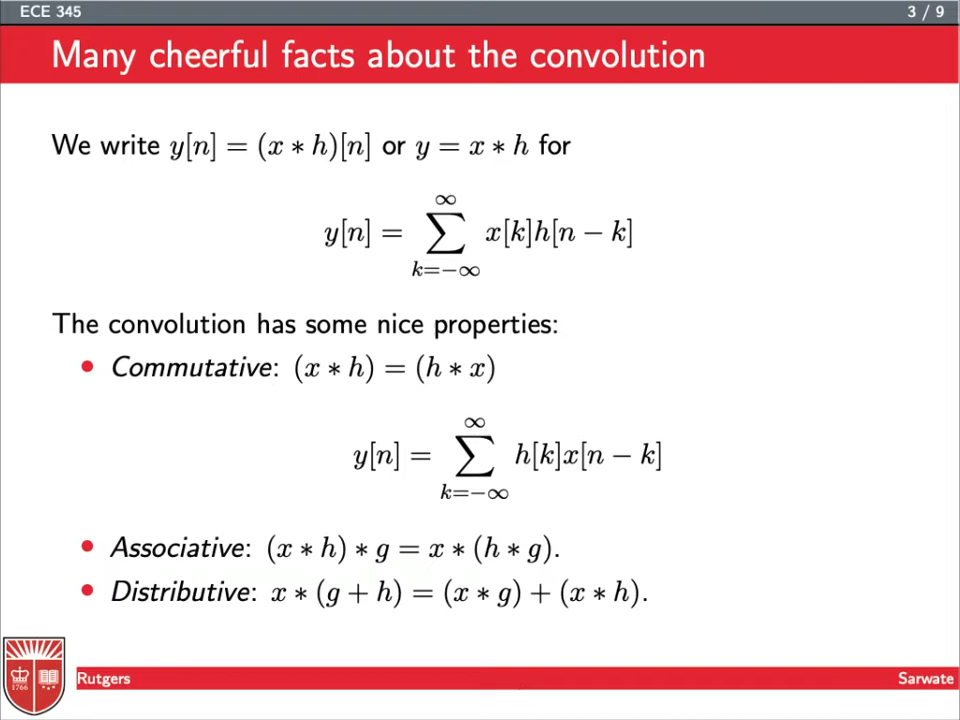 ECE 345
3 / 9
Many cheerful facts about the convolution
We write y[n] = (x ∗ h)[n] or y = x ∗ h for
y[n] = ∑_{k=−∞}^{∞} x[k]h[n − k]
The convolution has some nice properties:
• Commutative: (x ∗ h) = (h ∗ x)
y[n] = ∑_{k=−∞}^{∞} h[k]x[n − k]
• Associative: (x ∗ h) ∗ g = x ∗ (h ∗ g).
• Distributive: x ∗ (g + h) = (x ∗ g) + (x ∗ h).
1766
Rutgers
Sarwate